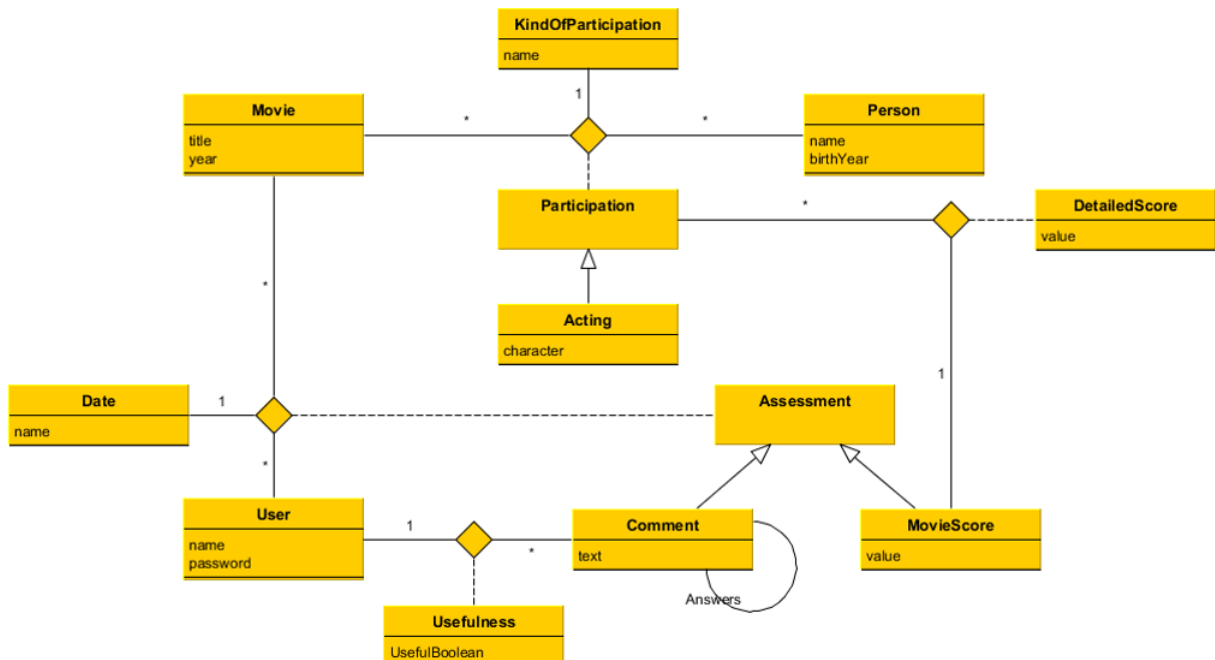 KindOfParticipation
name
1
Movie
title
year
*
*
Person
name
birthYear
Participation
*
DetailedScore
value
*
Acting
character
1
Date
name
1
Assessment
*
User
name
password
1
*
Comment
text
Answers
MovieScore
value
Usefulness
UsefulBoolean